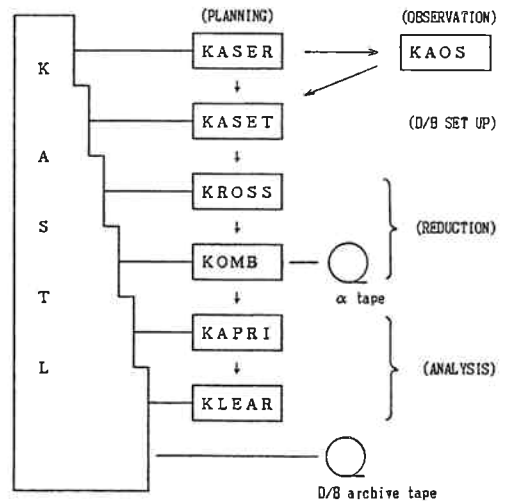 (PLANNING)
(OBSERVATION)
KASER
KAOS
KASET
(D/B SET UP)
KROSS
(REDUCTION)
KOMB
α tape
KAPRI
(ANALYSIS)
KLEAR
D/B archive tape
K
A
S
T
L